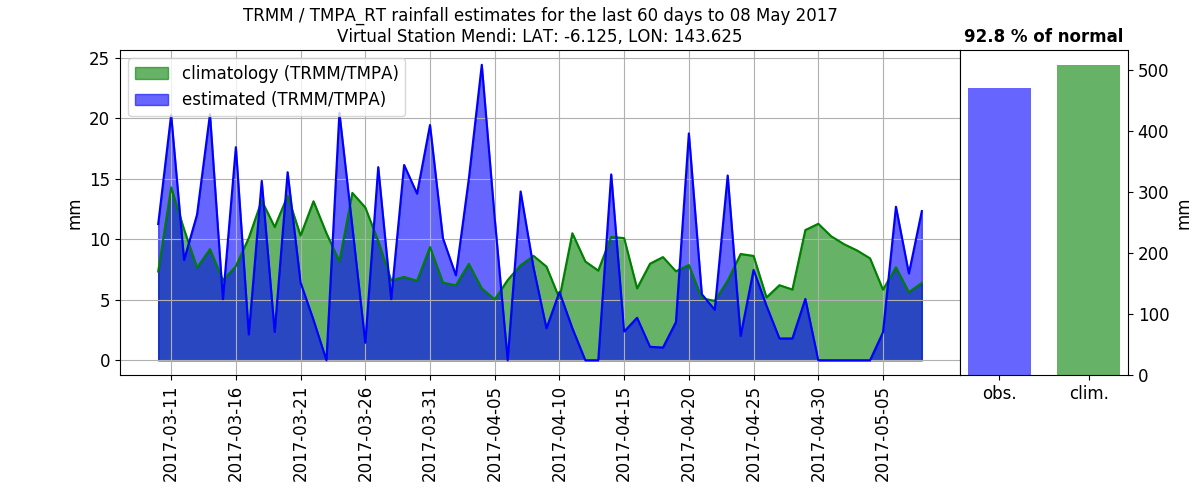 TRMM / TMPA_RT rainfall estimates for the last 60 days to 08 May 2017
Virtual Station Mendi: LAT: -6.125, LON: 143.625
92.8 % of normal
climatology (TRMM/TMPA)
estimated (TRMM/TMPA)
25
20
15
10
5
0
mm
2017-03-11
2017-03-16
2017-03-21
2017-03-26
2017-03-31
2017-04-05
2017-04-10
2017-04-15
2017-04-20
2017-04-25
2017-04-30
2017-05-05
500
400
300
200
100
0
mm
obs.
clim.